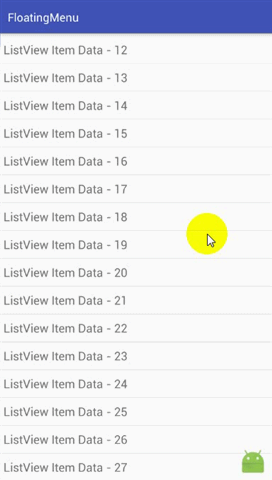 FloatingMenu
ListView Item Data - 12
ListView Item Data - 13
ListView Item Data - 14
ListView Item Data - 15
ListView Item Data - 16
ListView Item Data - 17
ListView Item Data - 18
ListView Item Data - 19
ListView Item Data - 20
ListView Item Data - 21
ListView Item Data - 22
ListView Item Data - 23
ListView Item Data - 24
ListView Item Data - 25
ListView Item Data - 26
ListView Item Data - 27